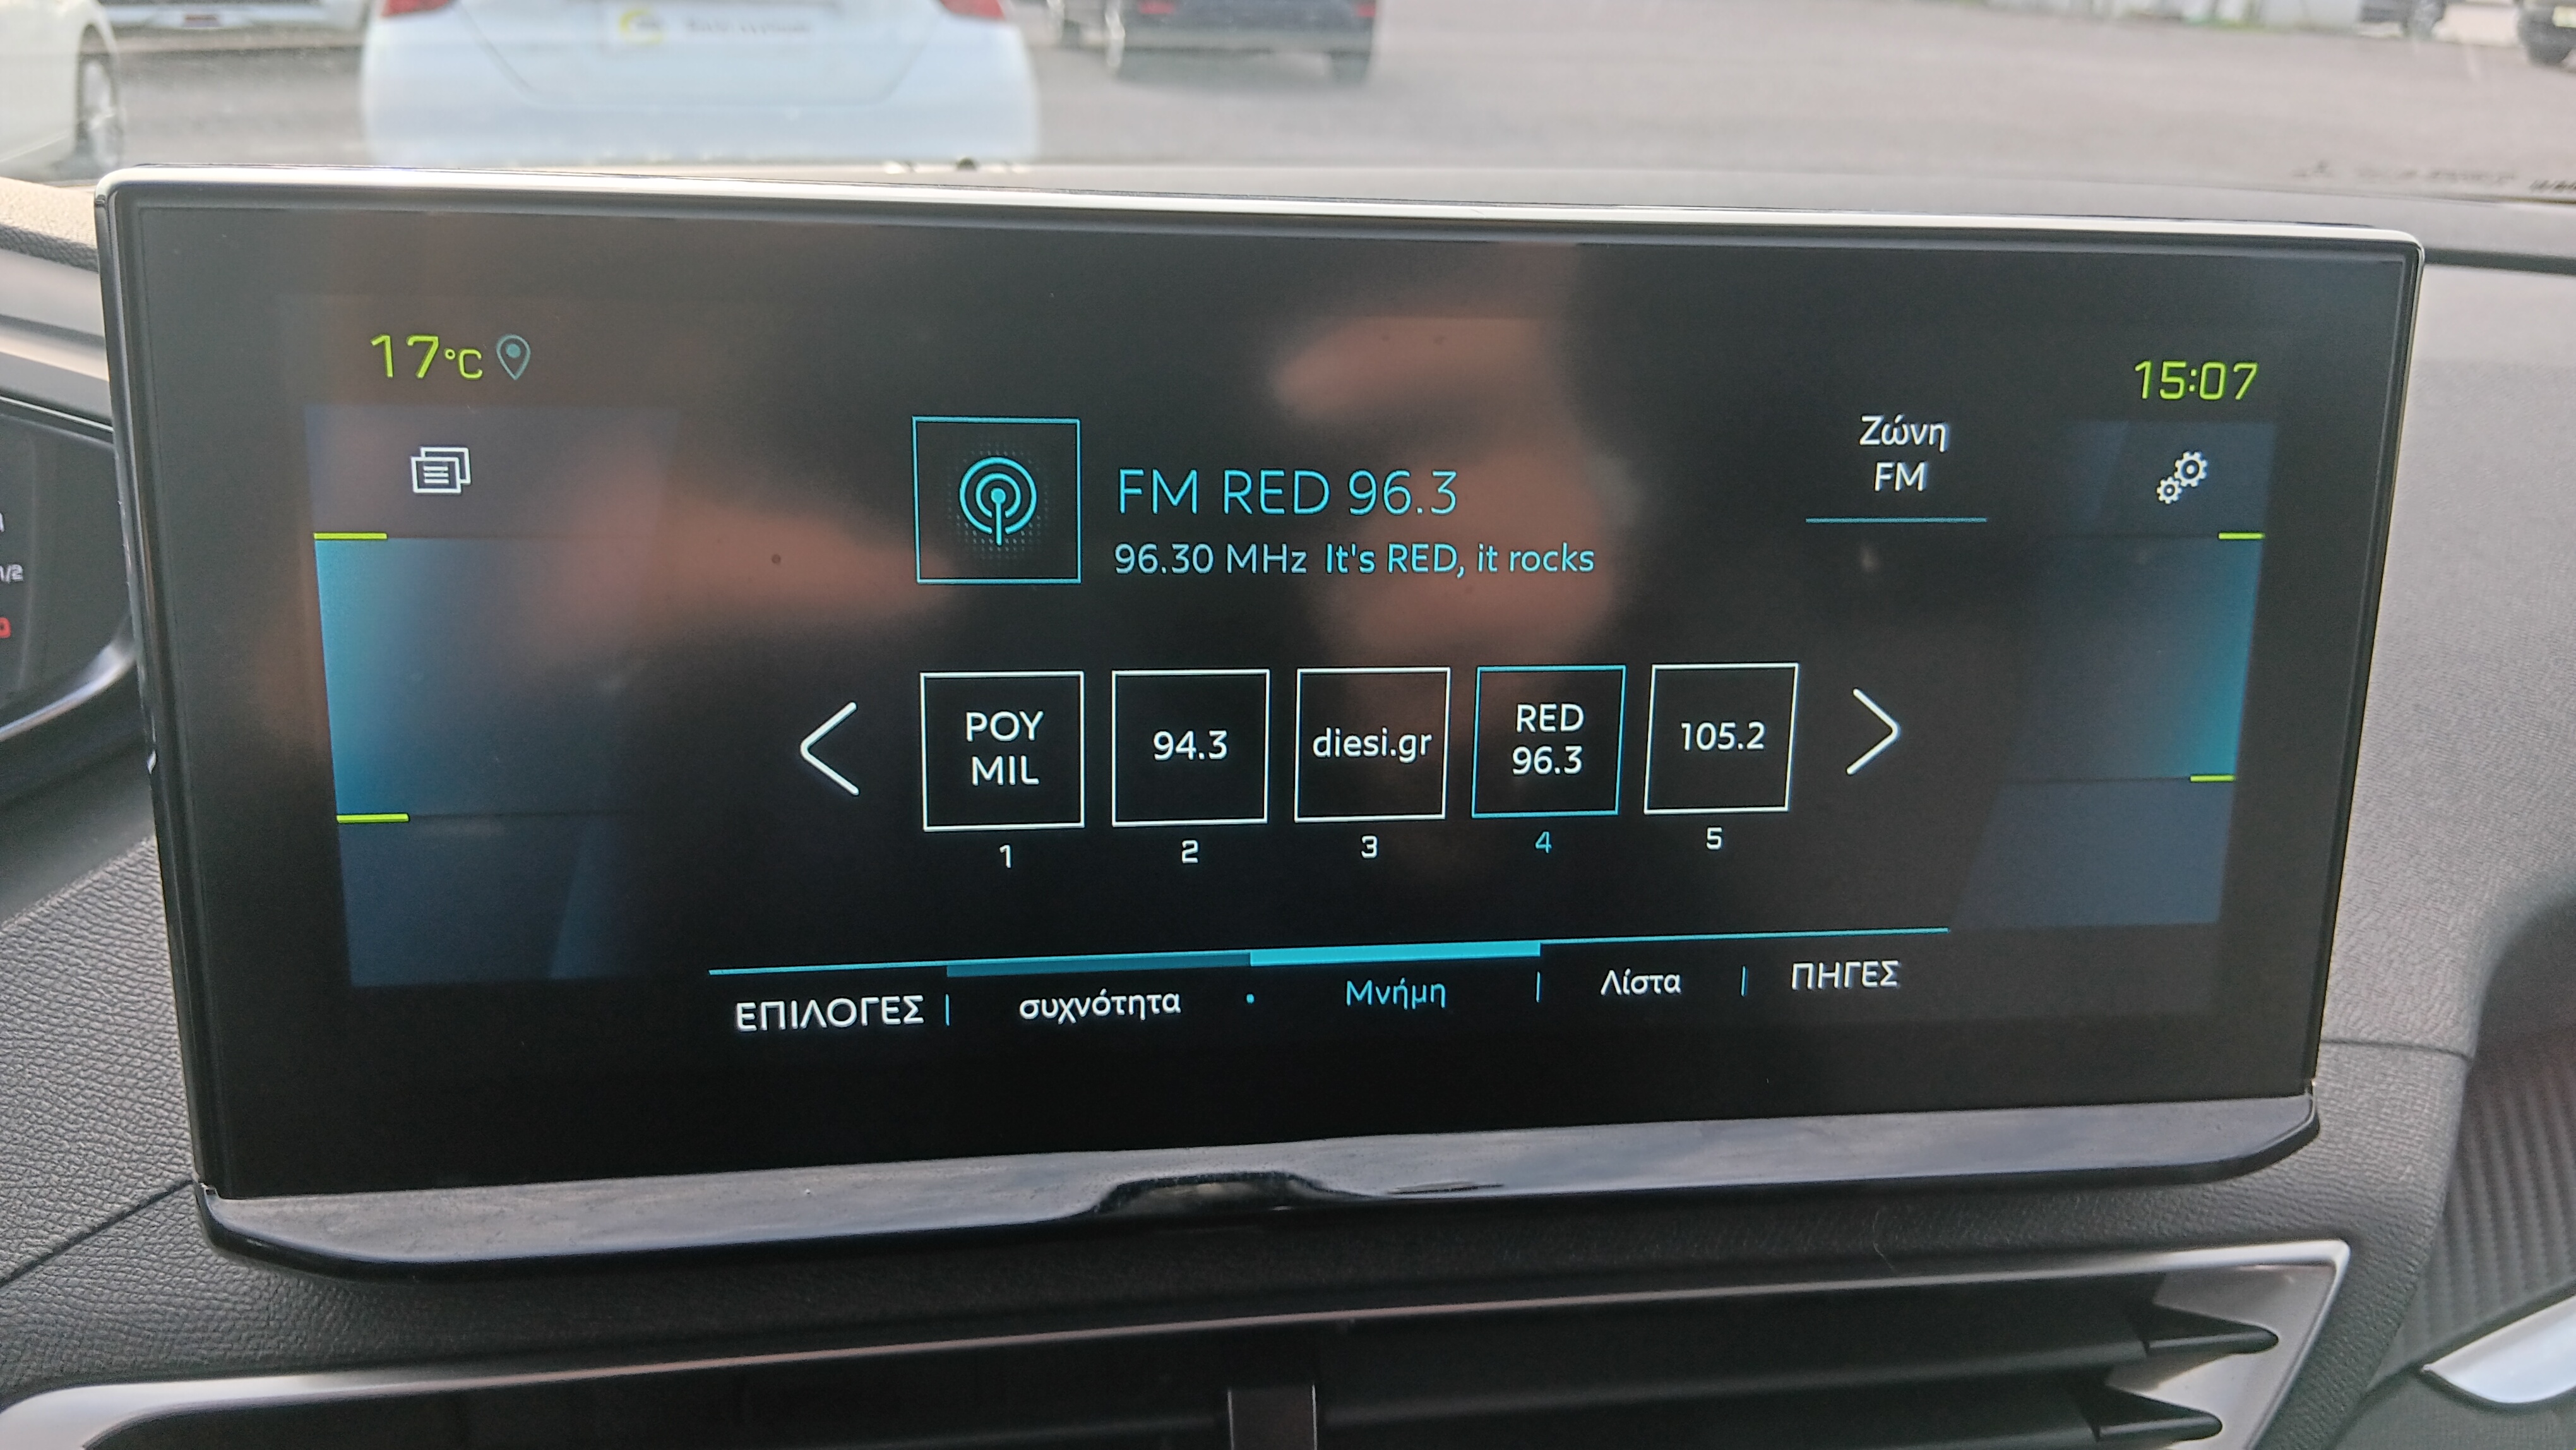 17°C
15:07
Ζώνη
FM
FM RED 96.3
96.30 MHz It's RED, it rocks
POY
MIL
94.3
diesi.gr
RED
96.3
105.2
1
2
3
4
5
ΕΠΙΛΟΓΕΣ | συχνότητα • Μνήμη | Λίστα | ΠΗΓΕΣ